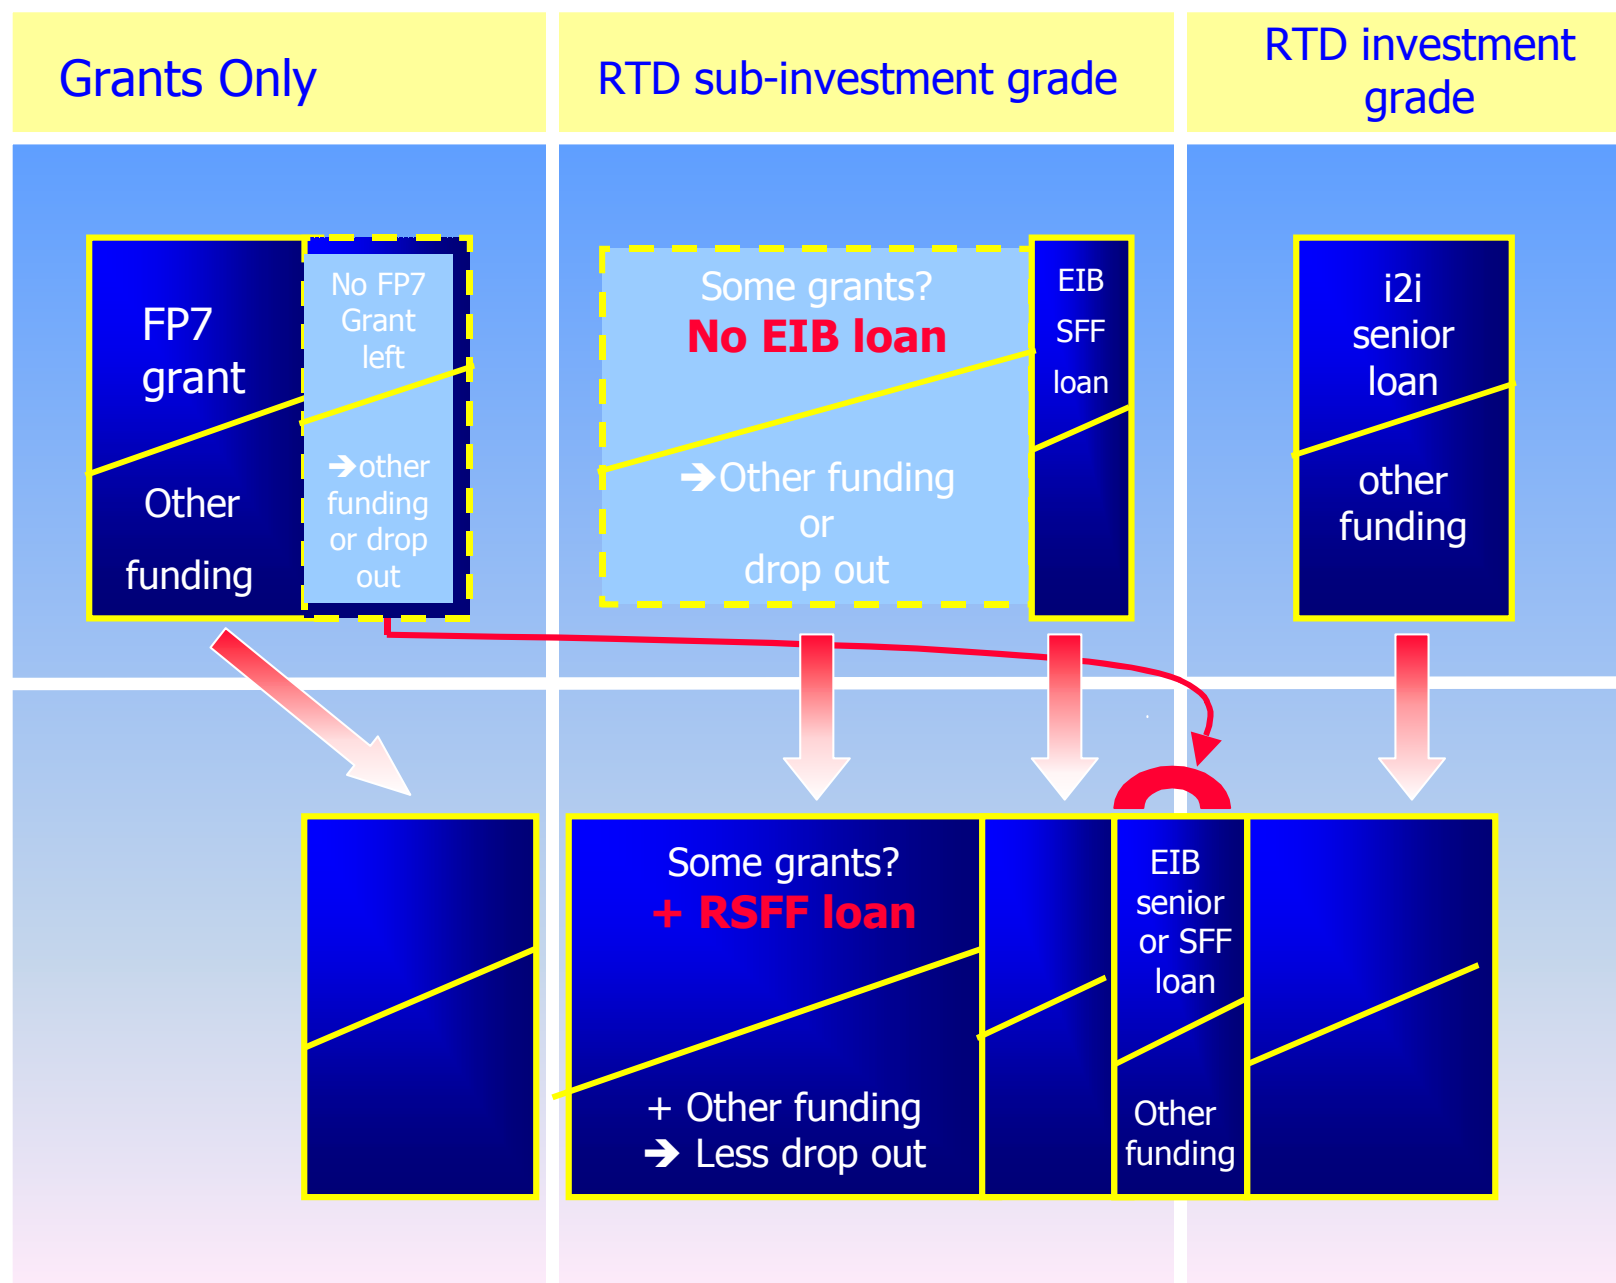 Grants Only
RTD sub-investment grade
RTD investment
grade
FP7
grant
Other
funding
No FP7
Grant
left
➔other
funding
or drop
out
Some grants?
No EIB loan
➔Other funding
or
drop out
EIB
SFF
loan
i2i
senior
loan
other
funding
Some grants?
+ RSFF loan
+ Other funding
➔ Less drop out
EIB
senior
or SFF
loan
Other
funding